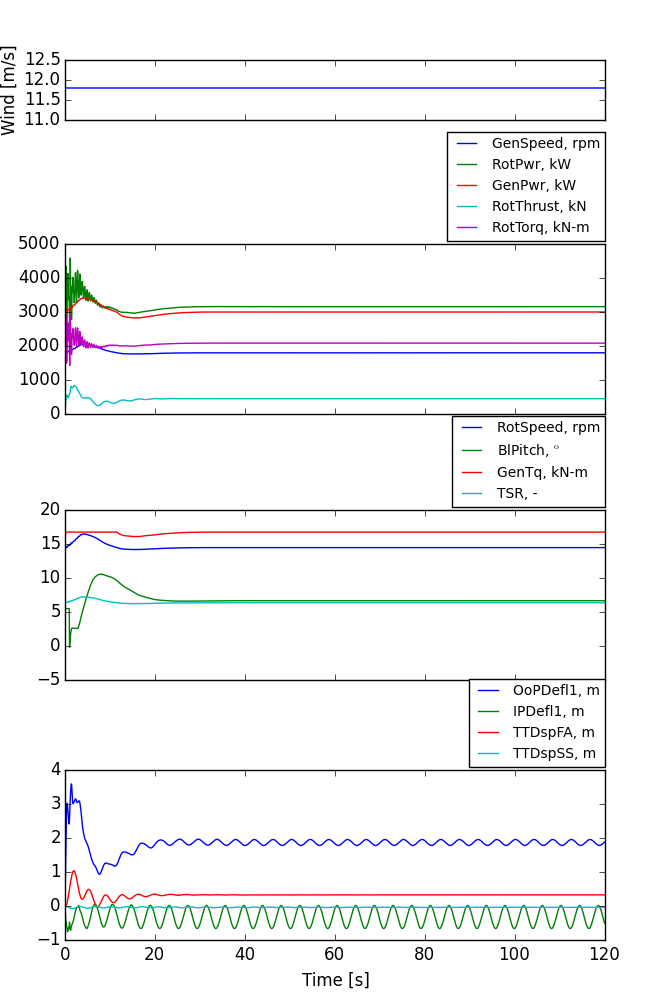 Wind [m/s]
12.5
12.0
11.5
11.0
GenSpeed, rpm
RotPwr, kW
GenPwr, kW
RotThrust, kN
RotTorq, kN-m
5000
4000
3000
2000
1000
0
RotSpeed, rpm
BlPitch, °
GenTq, kN-m
TSR, -
20
15
10
5
0
−5
OoPDefl1, m
IPDefl1, m
TTDspFA, m
TTDspSS, m
4
3
2
1
0
−1
0 20 40 60 80 100 120
Time [s]